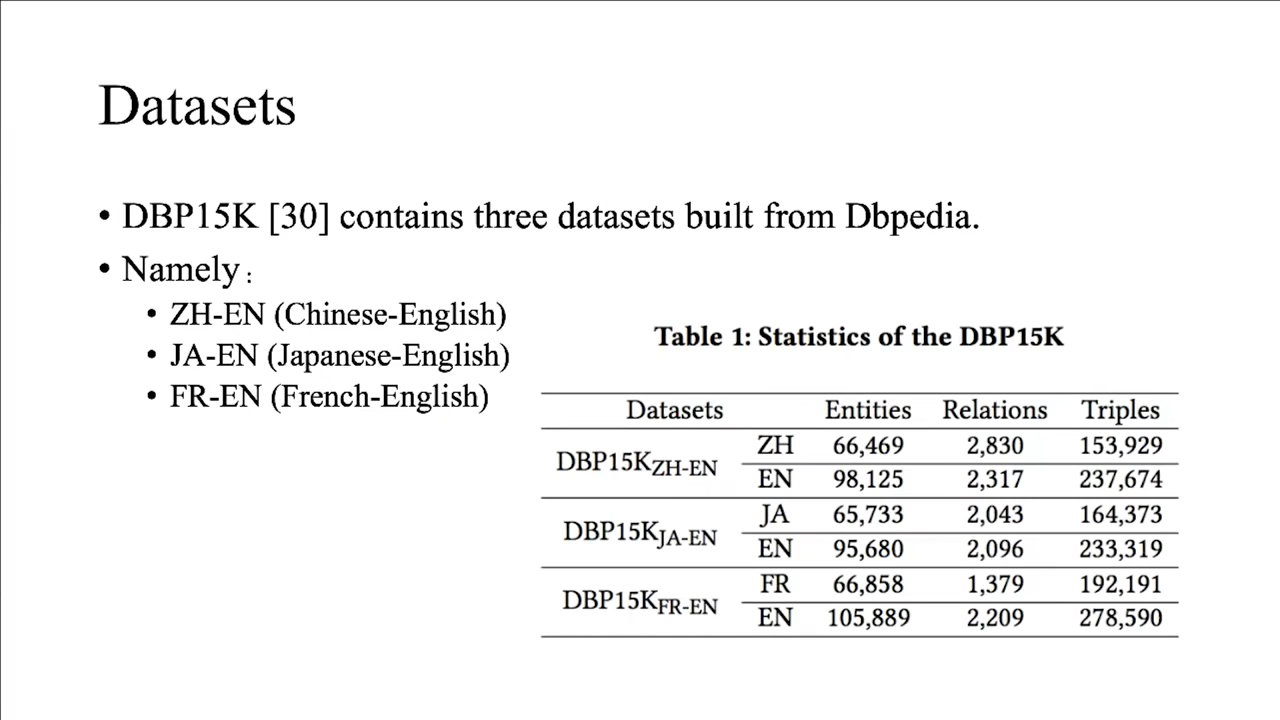 Datasets
• DBP15K [30] contains three datasets built from Dbpedia.
• Namely：
• ZH-EN (Chinese-English)
• JA-EN (Japanese-English)
• FR-EN (French-English)
Table 1: Statistics of the DBP15K
Datasets Entities Relations Triples
DBP15KZH-EN
ZH 66,469 2,830 153,929
EN 98,125 2,317 237,674
DBP15KJA-EN
JA 65,733 2,043 164,373
EN 95,680 2,096 233,319
DBP15KFR-EN
FR 66,858 1,379 192,191
EN 105,889 2,209 278,590